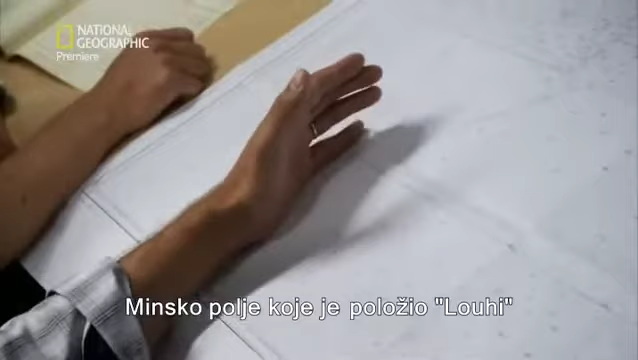 NATIONAL
GEOGRAPHIC
Premiere
Minsko polje koje je položio "Louhi"